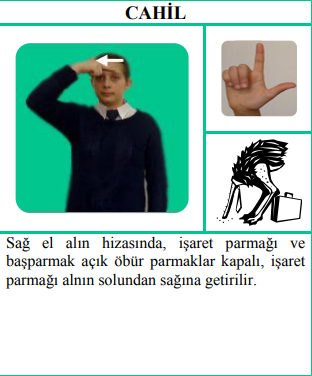 CAHİL
Sağ el alın hizasında, işaret parmağı ve
başparmak açık öbür parmaklar kapalı, işaret
parmağı alnın solundan sağına getirilir.